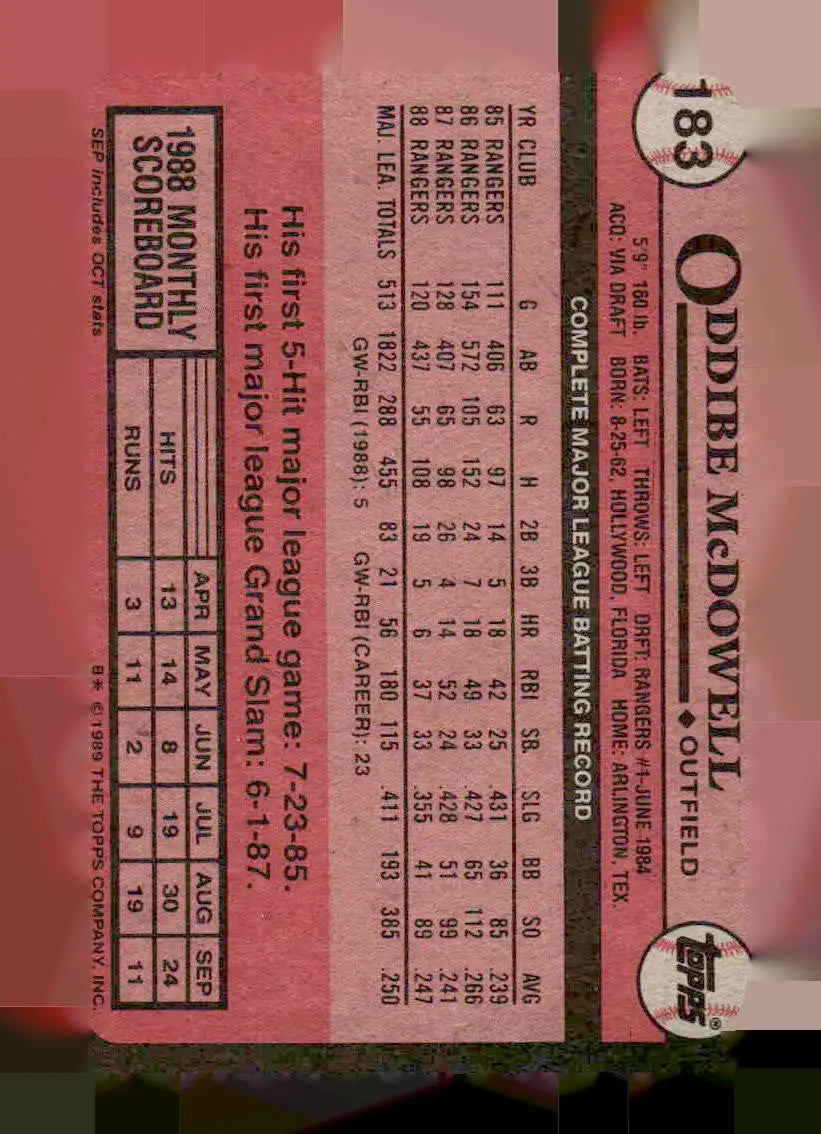 183
ODDIBE McDOWELL
◆OUTFIELD
topps®
5'9" 160 lb. BATS: LEFT THROWS: LEFT DRFT: RANGERS #1-JUNE 1984
ACQ: VIA DRAFT BORN: 8-25-62, HOLLYWOOD, FLORIDA HOME: ARLINGTON, TEX.
COMPLETE MAJOR LEAGUE BATTING RECORD
YR CLUB G AB R H 2B 3B HR RBI SB SLG BB SO AVG
85 RANGERS 111 406 63 97 14 5 18 42 25 .431 36 85 .239
86 RANGERS 154 572 105 152 24 7 18 49 33 .427 65 112 .266
87 RANGERS 128 407 65 98 26 4 14 52 24 .428 51 99 .241
88 RANGERS 120 437 55 108 19 5 6 37 33 .355 41 89 .247
MAJ. LEA. TOTALS 513 1822 288 455 83 21 56 180 115 .411 193 385 .250
GW-RBI (1988): 5 GW-RBI (CAREER): 23
His first 5-Hit major league game: 7-23-85.
His first major league Grand Slam: 6-1-87.
1988 MONTHLY
SCOREBOARD
APR MAY JUN JUL AUG SEP
HITS 13 14 8 19 30 24
RUNS 3 11 2 9 19 11
SEP includes OCT stats
B* © 1989 THE TOPPS COMPANY, INC.